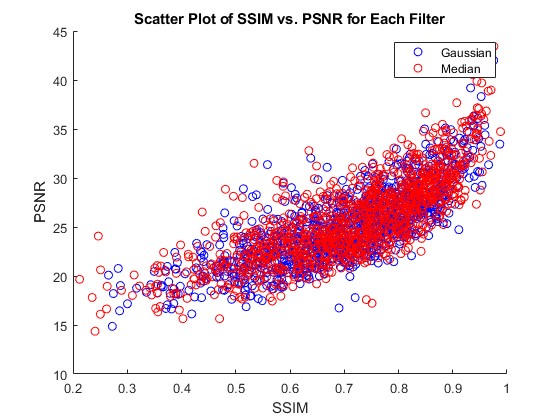 Scatter Plot of SSIM vs. PSNR for Each Filter
45
40
35
30
25
20
15
10
PSNR
Gaussian
Median
0.2 0.3 0.4 0.5 0.6 0.7 0.8 0.9 1
SSIM